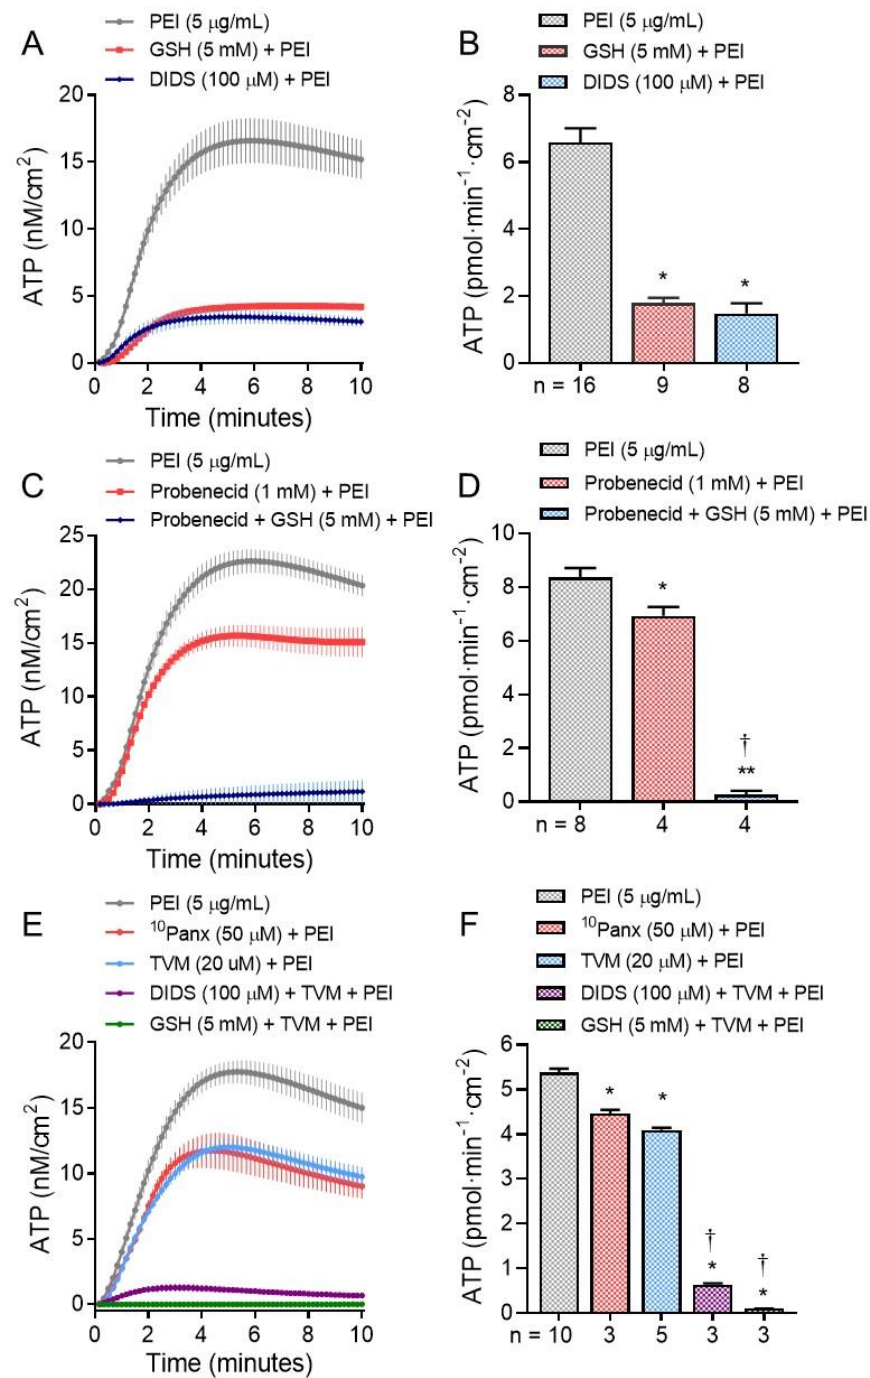 A
PEI (5 μg/mL)
GSH (5 mM) + PEI
DIDS (100 μM) + PEI
ATP (nM/cm²)
20
15
10
5
0
0 2 4 6 8 10
Time (minutes)
B
PEI (5 μg/mL)
GSH (5 mM) + PEI
DIDS (100 μM) + PEI
ATP (pmol·min⁻¹·cm⁻²)
8
6
4
2
0
* *
n = 16 9 8
C
PEI (5 μg/mL)
Probenecid (1 mM) + PEI
Probenecid + GSH (5 mM) + PEI
ATP (nM/cm²)
25
20
15
10
5
0
0 2 4 6 8 10
Time (minutes)
D
PEI (5 μg/mL)
Probenecid (1 mM) + PEI
Probenecid + GSH (5 mM) + PEI
ATP (pmol·min⁻¹·cm⁻²)
10
8
6
4
2
0
*
†
**
n = 8 4 4
E
PEI (5 μg/mL)
¹⁰Panx (50 μM) + PEI
TVM (20 uM) + PEI
DIDS (100 μM) + TVM + PEI
GSH (5 mM) + TVM + PEI
ATP (nM/cm²)
20
15
10
5
0
0 2 4 6 8 10
Time (minutes)
F
PEI (5 μg/mL)
¹⁰Panx (50 μM) + PEI
TVM (20 μM) + PEI
DIDS (100 μM) + TVM + PEI
GSH (5 mM) + TVM + PEI
ATP (pmol·min⁻¹·cm⁻²)
6
5
4
3
2
1
0
* *
† †
* *
n = 10 3 5 3 3